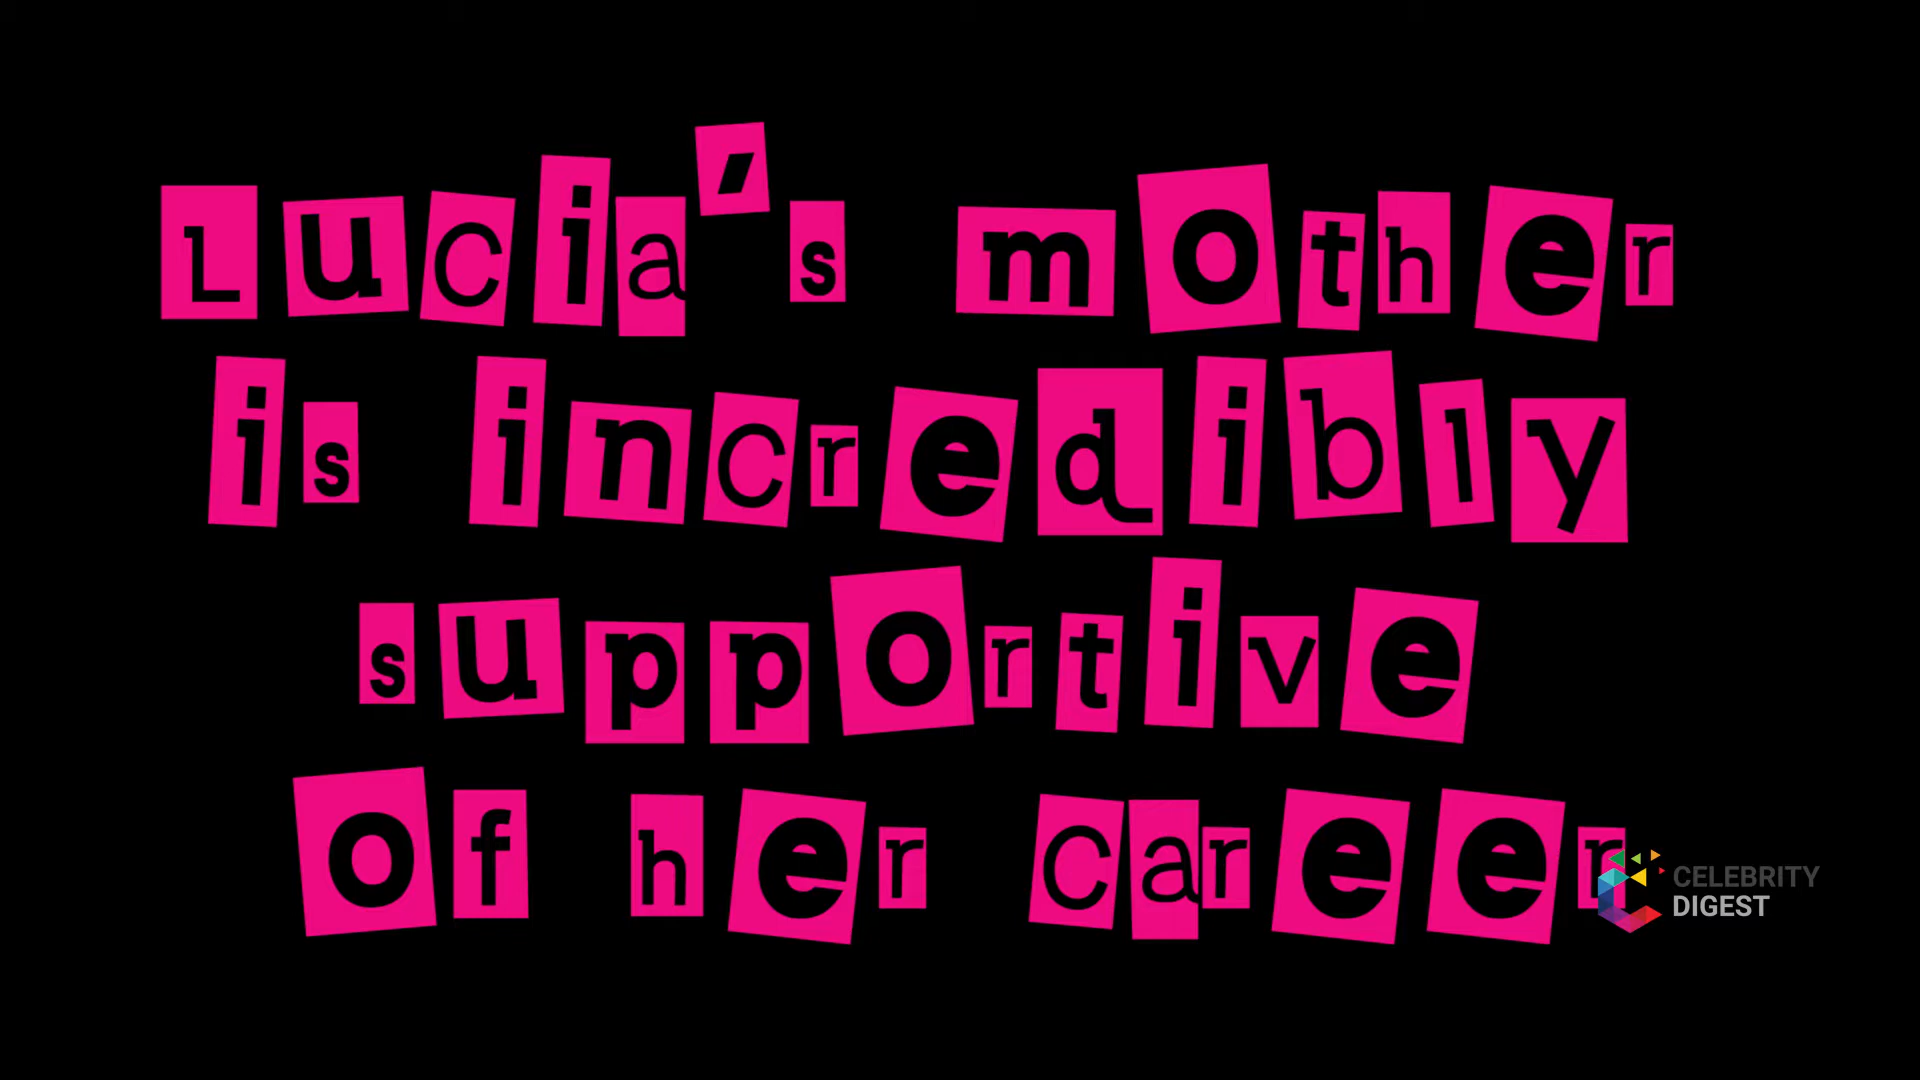 Lucia's mother
is incredibly
supportive
of her career
CELEBRITY
DIGEST